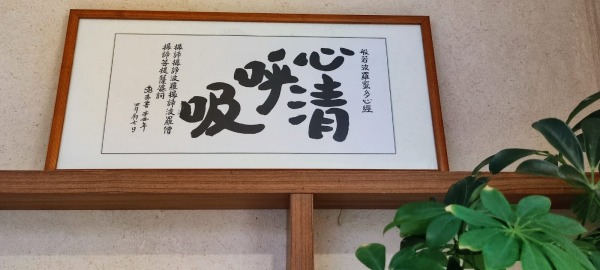 般若波羅蜜多心經
心清
呼吸
揭諦揭諦波羅揭諦波羅僧
揭諦菩提薩婆訶